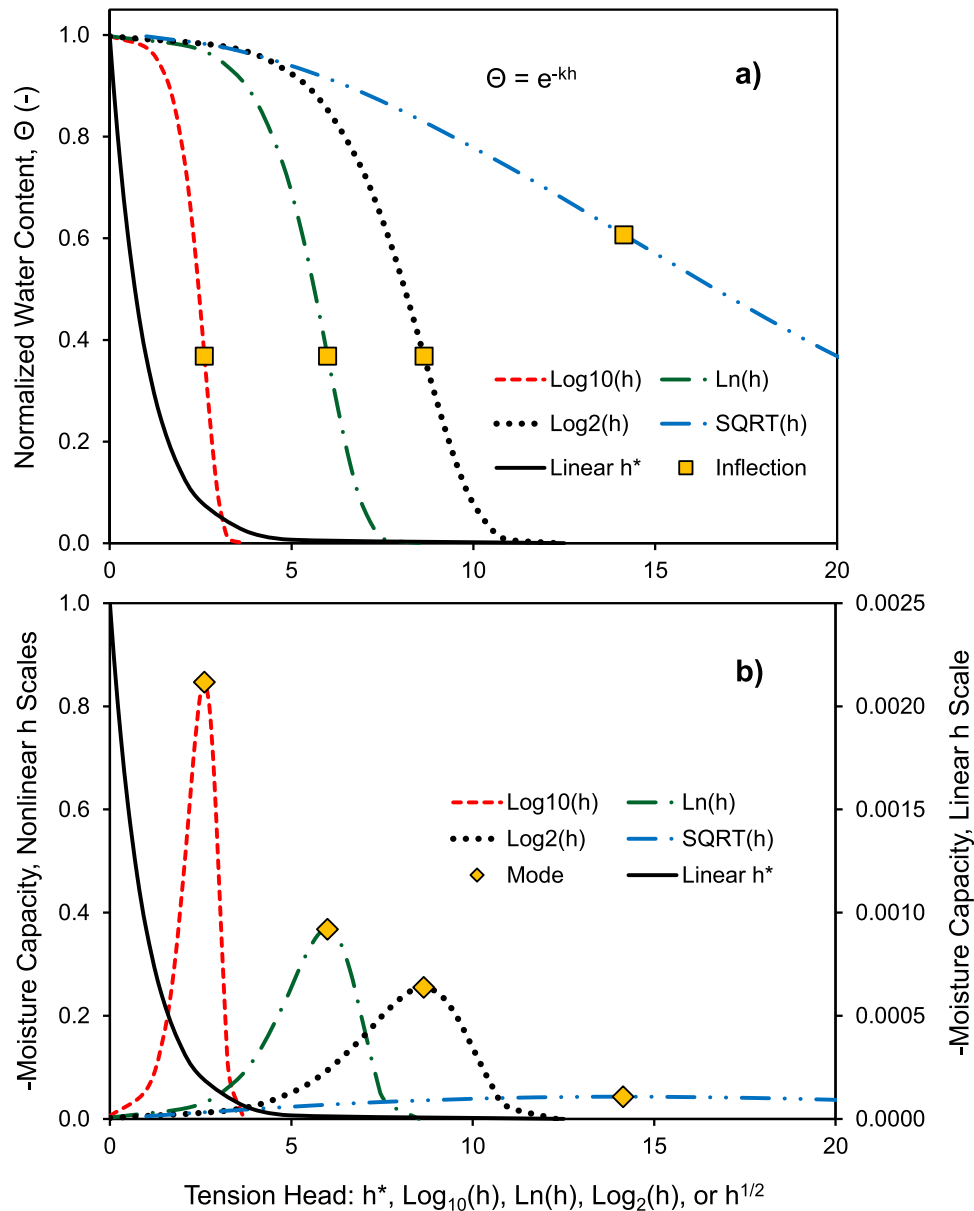 1.0
0.8
0.6
0.4
0.2
0.0
Normalized Water Content, Θ (-)
Θ = e^-kh
a)
Log10(h) Ln(h)
Log2(h) SQRT(h)
Linear h* Inflection
0 5 10 15 20
1.0
0.8
0.6
0.4
0.2
0.0
-Moisture Capacity, Nonlinear h Scales
b)
Log10(h) Ln(h)
Log2(h) SQRT(h)
Mode Linear h*
0.0025
0.0020
0.0015
0.0010
0.0005
0.0000
-Moisture Capacity, Linear h Scale
0 5 10 15 20
Tension Head: h*, Log₁₀(h), Ln(h), Log₂(h), or h^1/2